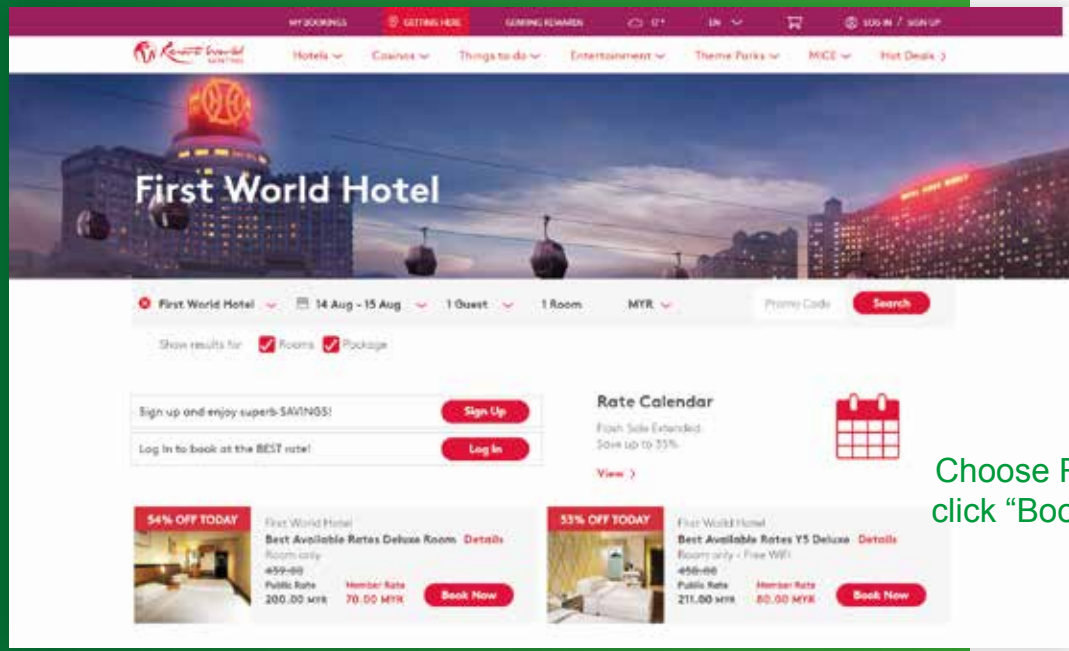 MY BOOKINGS GETTING HERE GENTING REWARDS EN LOG IN / SIGN UP
Resorts World GENTING Hotels Casinos Things to do Entertainment Theme Parks MICE Hot Deals
First World Hotel
First World Hotel 14 Aug - 15 Aug 1 Guest 1 Room MYR Promo Code Search
Show results for Rooms Package
Sign up and enjoy superb SAVINGS! Sign Up
Log In to book at the BEST rate! Log In
Rate Calendar
Flash Sale Extended
Save up to 35%
View
Choose
click “Boo
54% OFF TODAY
First World Hotel
Best Available Rates Deluxe Room Details
Room only
459.00
Public Rate Member Rate
200.00 MYR 70.00 MYR Book Now
53% OFF TODAY
First World Hotel
Best Available Rates Y5 Deluxe Details
Room only - Free WiFi
450.00
Public Rate Member Rate
211.00 MYR 80.00 MYR Book Now